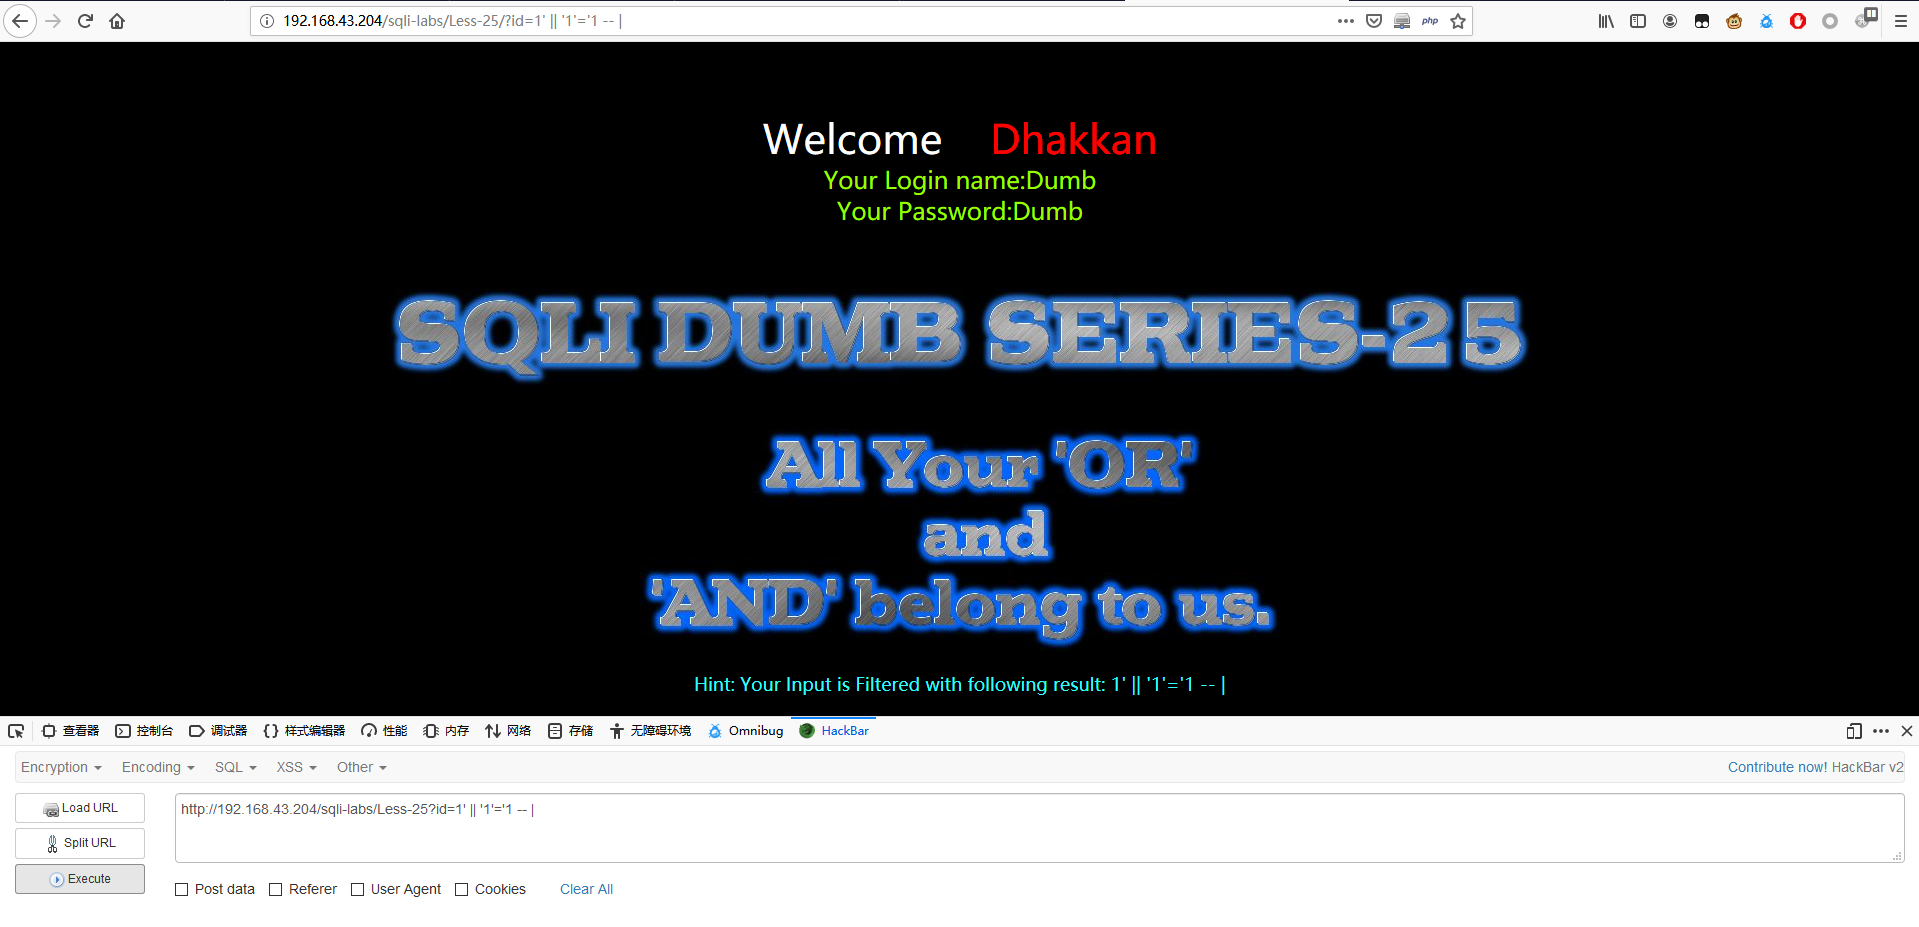 192.168.43.204/sqli-labs/Less-25/?id=1' || '1'='1 -- |
php
Welcome Dhakkan
Your Login name:Dumb
Your Password:Dumb
SQLI DUMB SERIES-25
All Your 'OR'
and
'AND' belong to us.
Hint: Your Input is Filtered with following result: 1' || '1'='1 -- |
查看器 控制台 调试器 样式编辑器 性能 内存 网络 存储 无障碍环境 Omnibug HackBar
Encryption Encoding SQL XSS Other Contribute now! HackBar v2
Load URL
http://192.168.43.204/sqli-labs/Less-25?id=1' || '1'='1 -- |
Split URL
Execute
Post data Referer User Agent Cookies Clear All